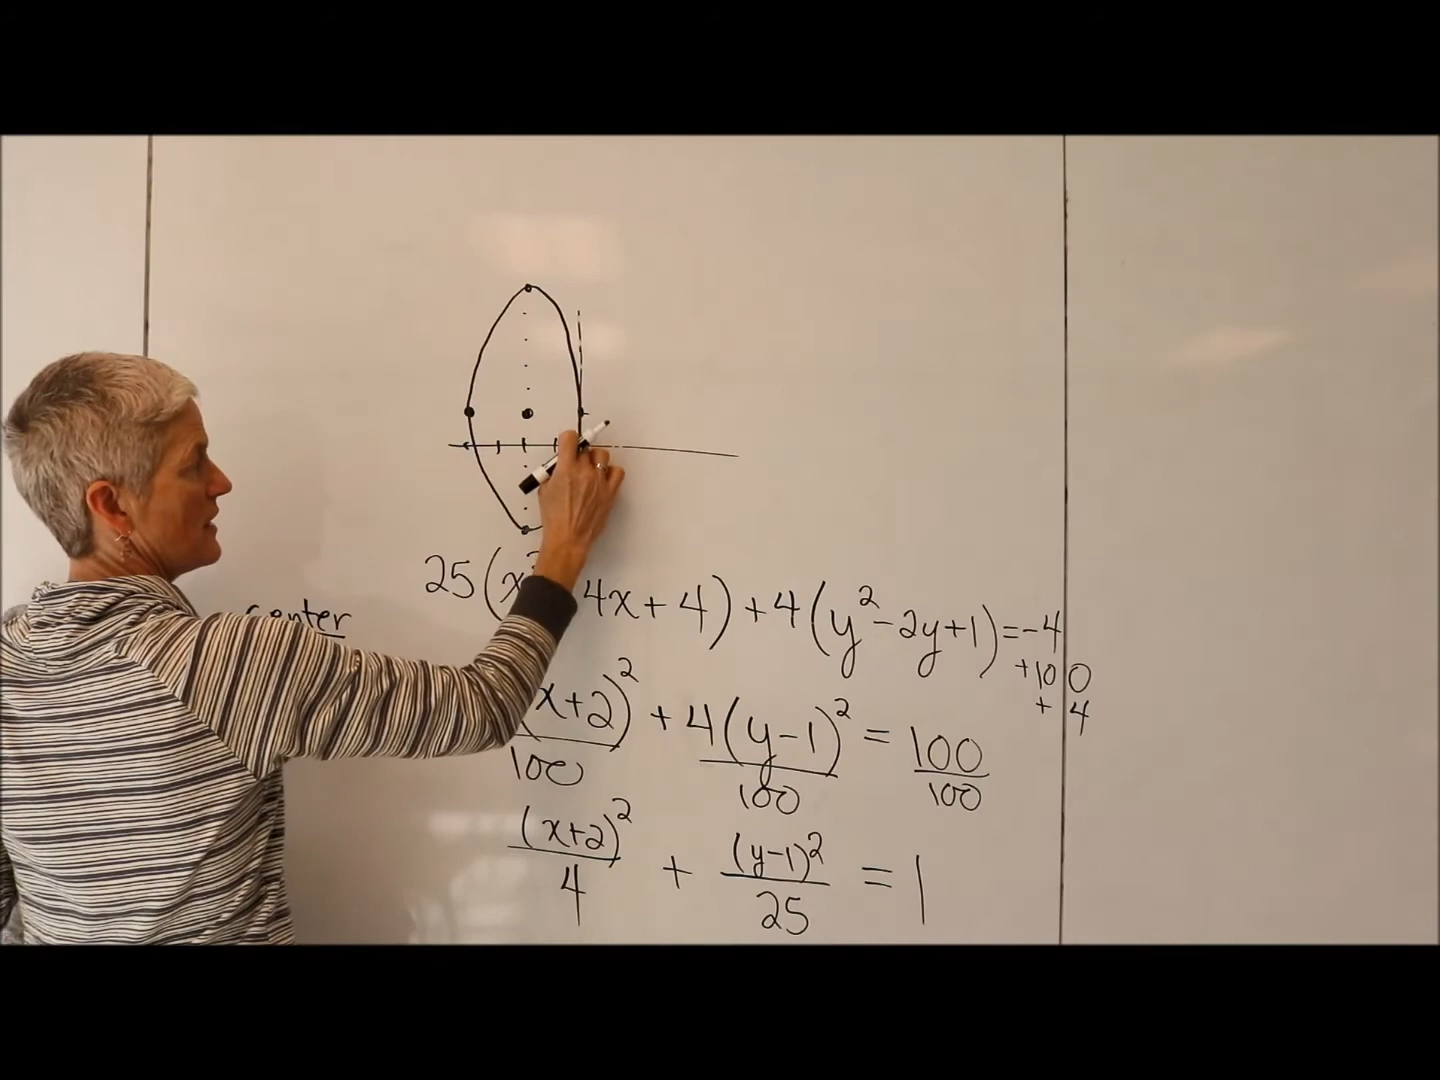 center
25(x² 4x + 4) + 4(y² - 2y + 1) = -4
+100
+ 4
(x+2)²/100 + 4(y-1)²/100 = 100/100
(x+2)²/4 + (y-1)²/25 = 1